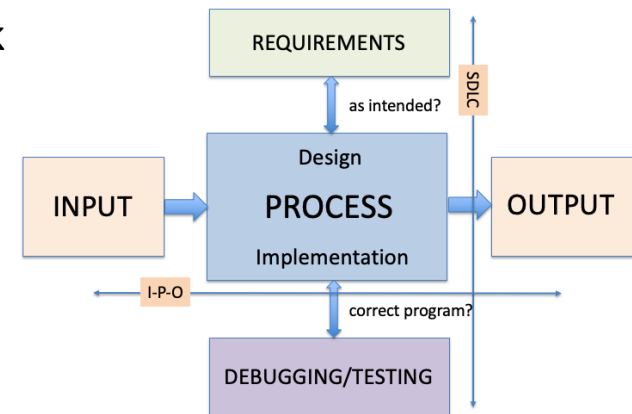 REQUIREMENTS
SDLC
as intended?
Design
INPUT
PROCESS
OUTPUT
Implementation
I-P-O
correct program?
DEBUGGING/TESTING